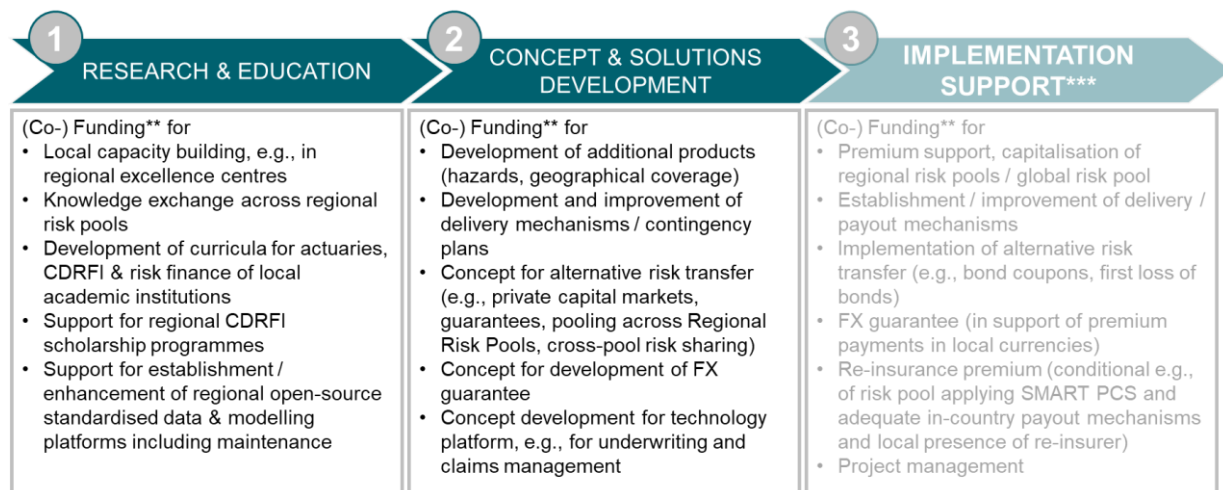 1
RESEARCH & EDUCATION
(Co-) Funding** for
• Local capacity building, e.g., in
regional excellence centres
• Knowledge exchange across regional
risk pools
• Development of curricula for actuaries,
CDRFI & risk finance of local
academic institutions
• Support for regional CDRFI
scholarship programmes
• Support for establishment /
enhancement of regional open-source
standardised data & modelling
platforms including maintenance
2
CONCEPT & SOLUTIONS
DEVELOPMENT
(Co-) Funding** for
• Development of additional products
(hazards, geographical coverage)
• Development and improvement of
delivery mechanisms / contingency
plans
• Concept for alternative risk transfer
(e.g., private capital markets,
guarantees, pooling across Regional
Risk Pools, cross-pool risk sharing)
• Concept for development of FX
guarantee
• Concept development for technology
platform, e.g., for underwriting and
claims management
3
IMPLEMENTATION
SUPPORT***
(Co-) Funding** for
• Premium support, capitalisation of
regional risk pools / global risk pool
• Establishment / improvement of delivery /
payout mechanisms
• Implementation of alternative risk
transfer (e.g., bond coupons, first loss of
bonds)
• FX guarantee (in support of premium
payments in local currencies)
• Re-insurance premium (conditional e.g.,
of risk pool applying SMART PCS and
adequate in-country payout mechanisms
and local presence of re-insurer)
• Project management